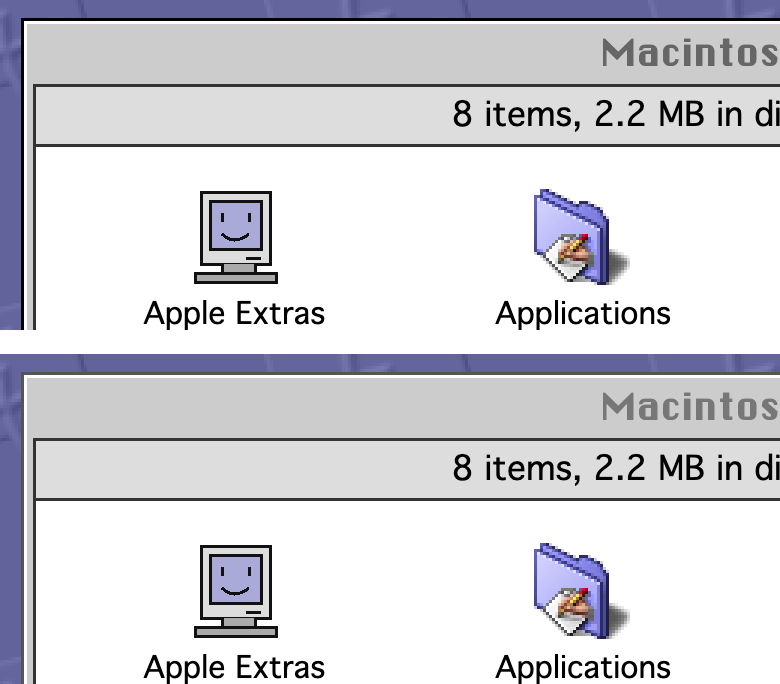 Macintos
8 items, 2.2 MB in di
Apple Extras
Applications
Macintos
8 items, 2.2 MB in di
Apple Extras
Applications